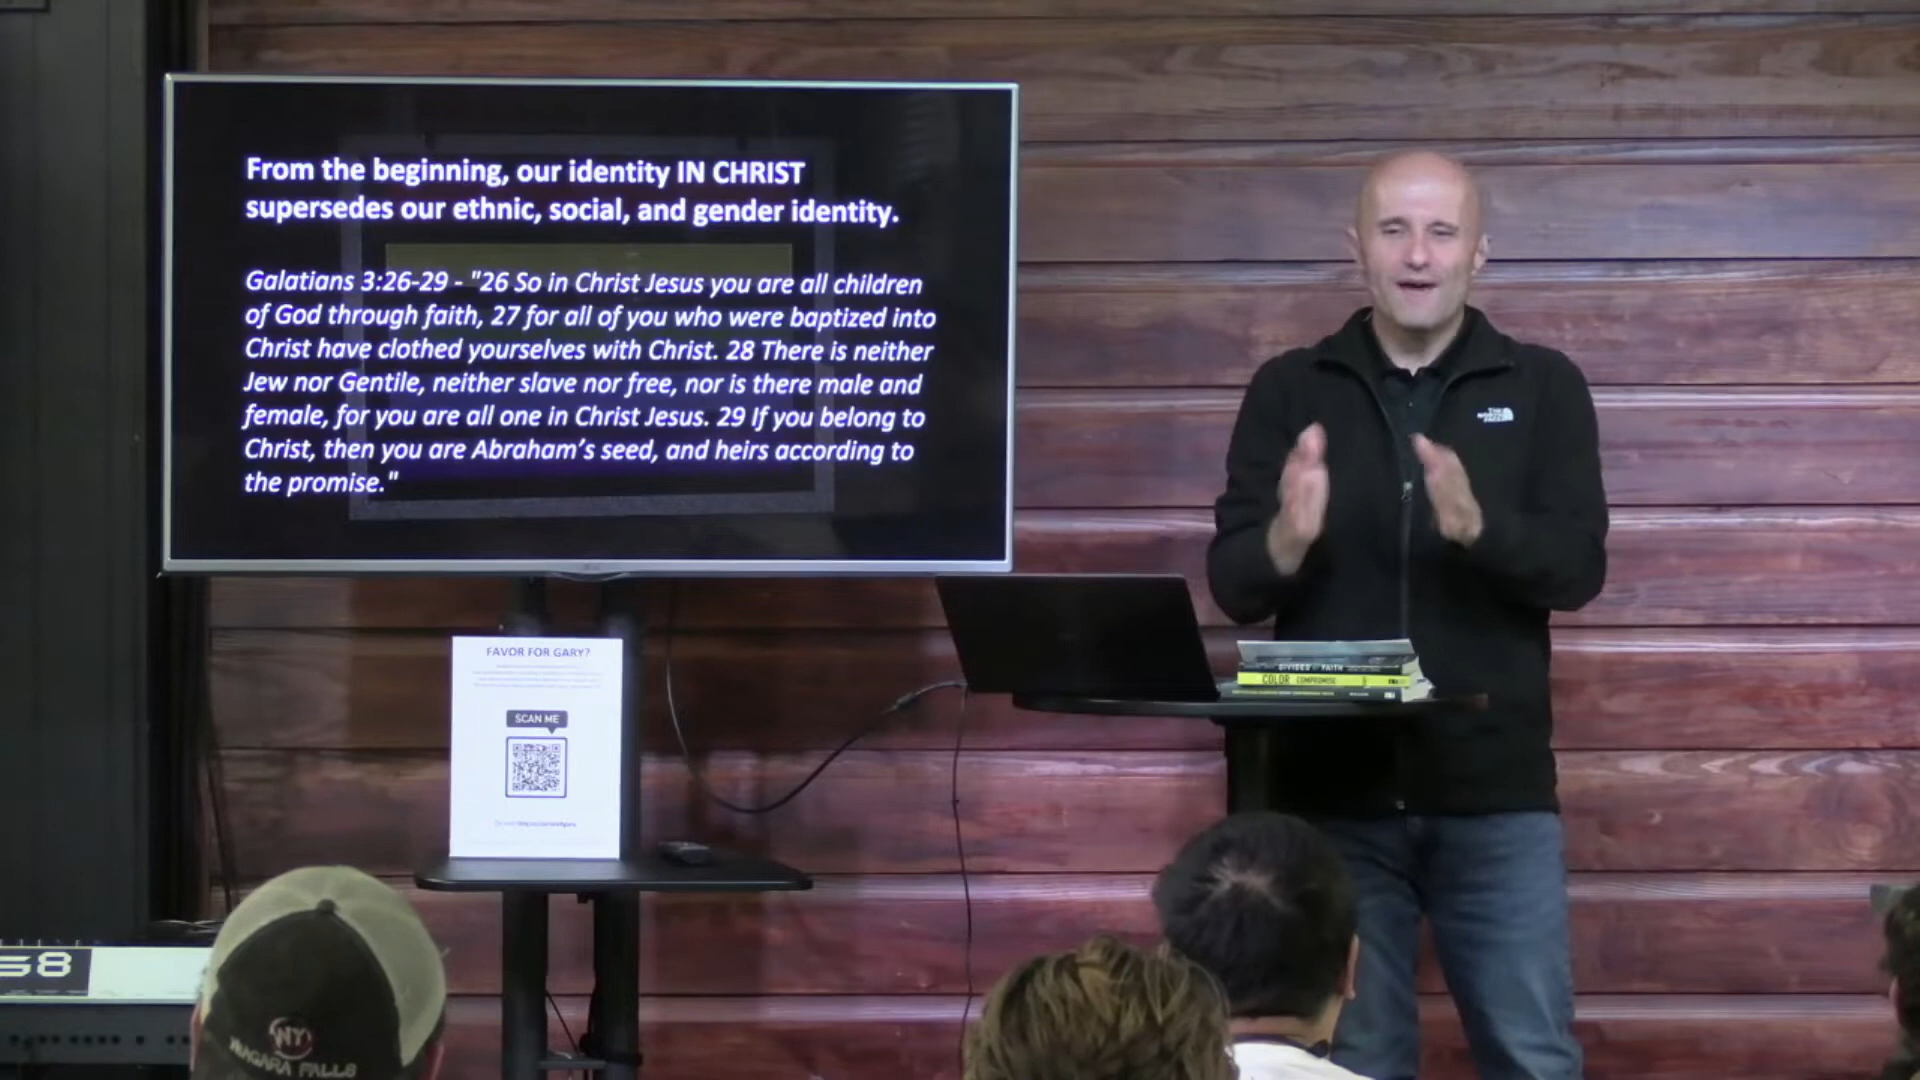 From the beginning, our identity IN CHRIST
supersedes our ethnic, social, and gender identity.
Galatians 3:26-29 - "26 So in Christ Jesus you are all children
of God through faith, 27 for all of you who were baptized into
Christ have clothed yourselves with Christ. 28 There is neither
Jew nor Gentile, neither slave nor free, nor is there male and
female, for you are all one in Christ Jesus. 29 If you belong to
Christ, then you are Abraham's seed, and heirs according to
the promise."
THE
NORTH
FACE
FAVOR FOR GARY?
SCAN ME
DIVIDED BY FAITH
COLOR COMPROMISE
S8
NY
NIAGARA FALLS